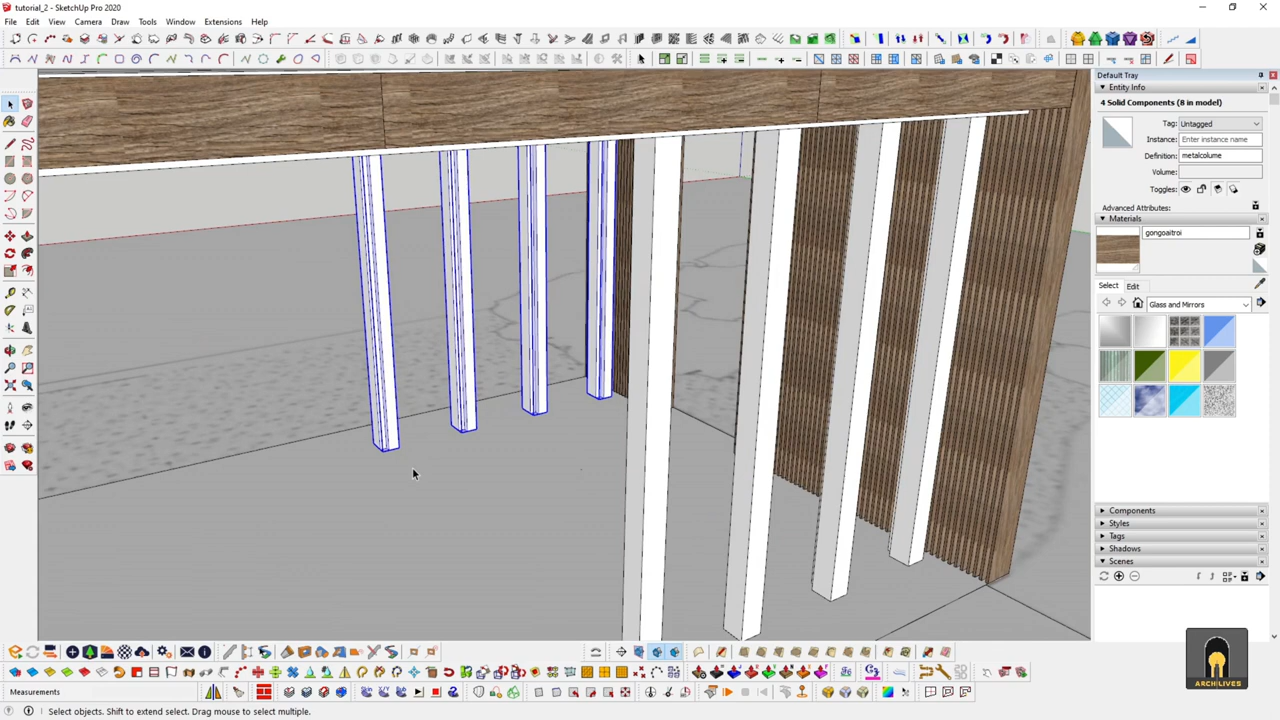 tutorial_2 - SketchUp Pro 2020
File Edit View Camera Draw Tools Window Extensions Help
Default Tray
Entity Info
4 Solid Components (8 in model)
Tag: Untagged
Instance: Enter instance name
Definition: metalcolume
Volume:
Toggles:
Advanced Attributes:
Materials
gongoaitroi
Select Edit
Glass and Mirrors
Components
Styles
Tags
Shadows
Scenes
ARCHLIVES
Measurements
Select objects. Shift to extend select. Drag mouse to select multiple.